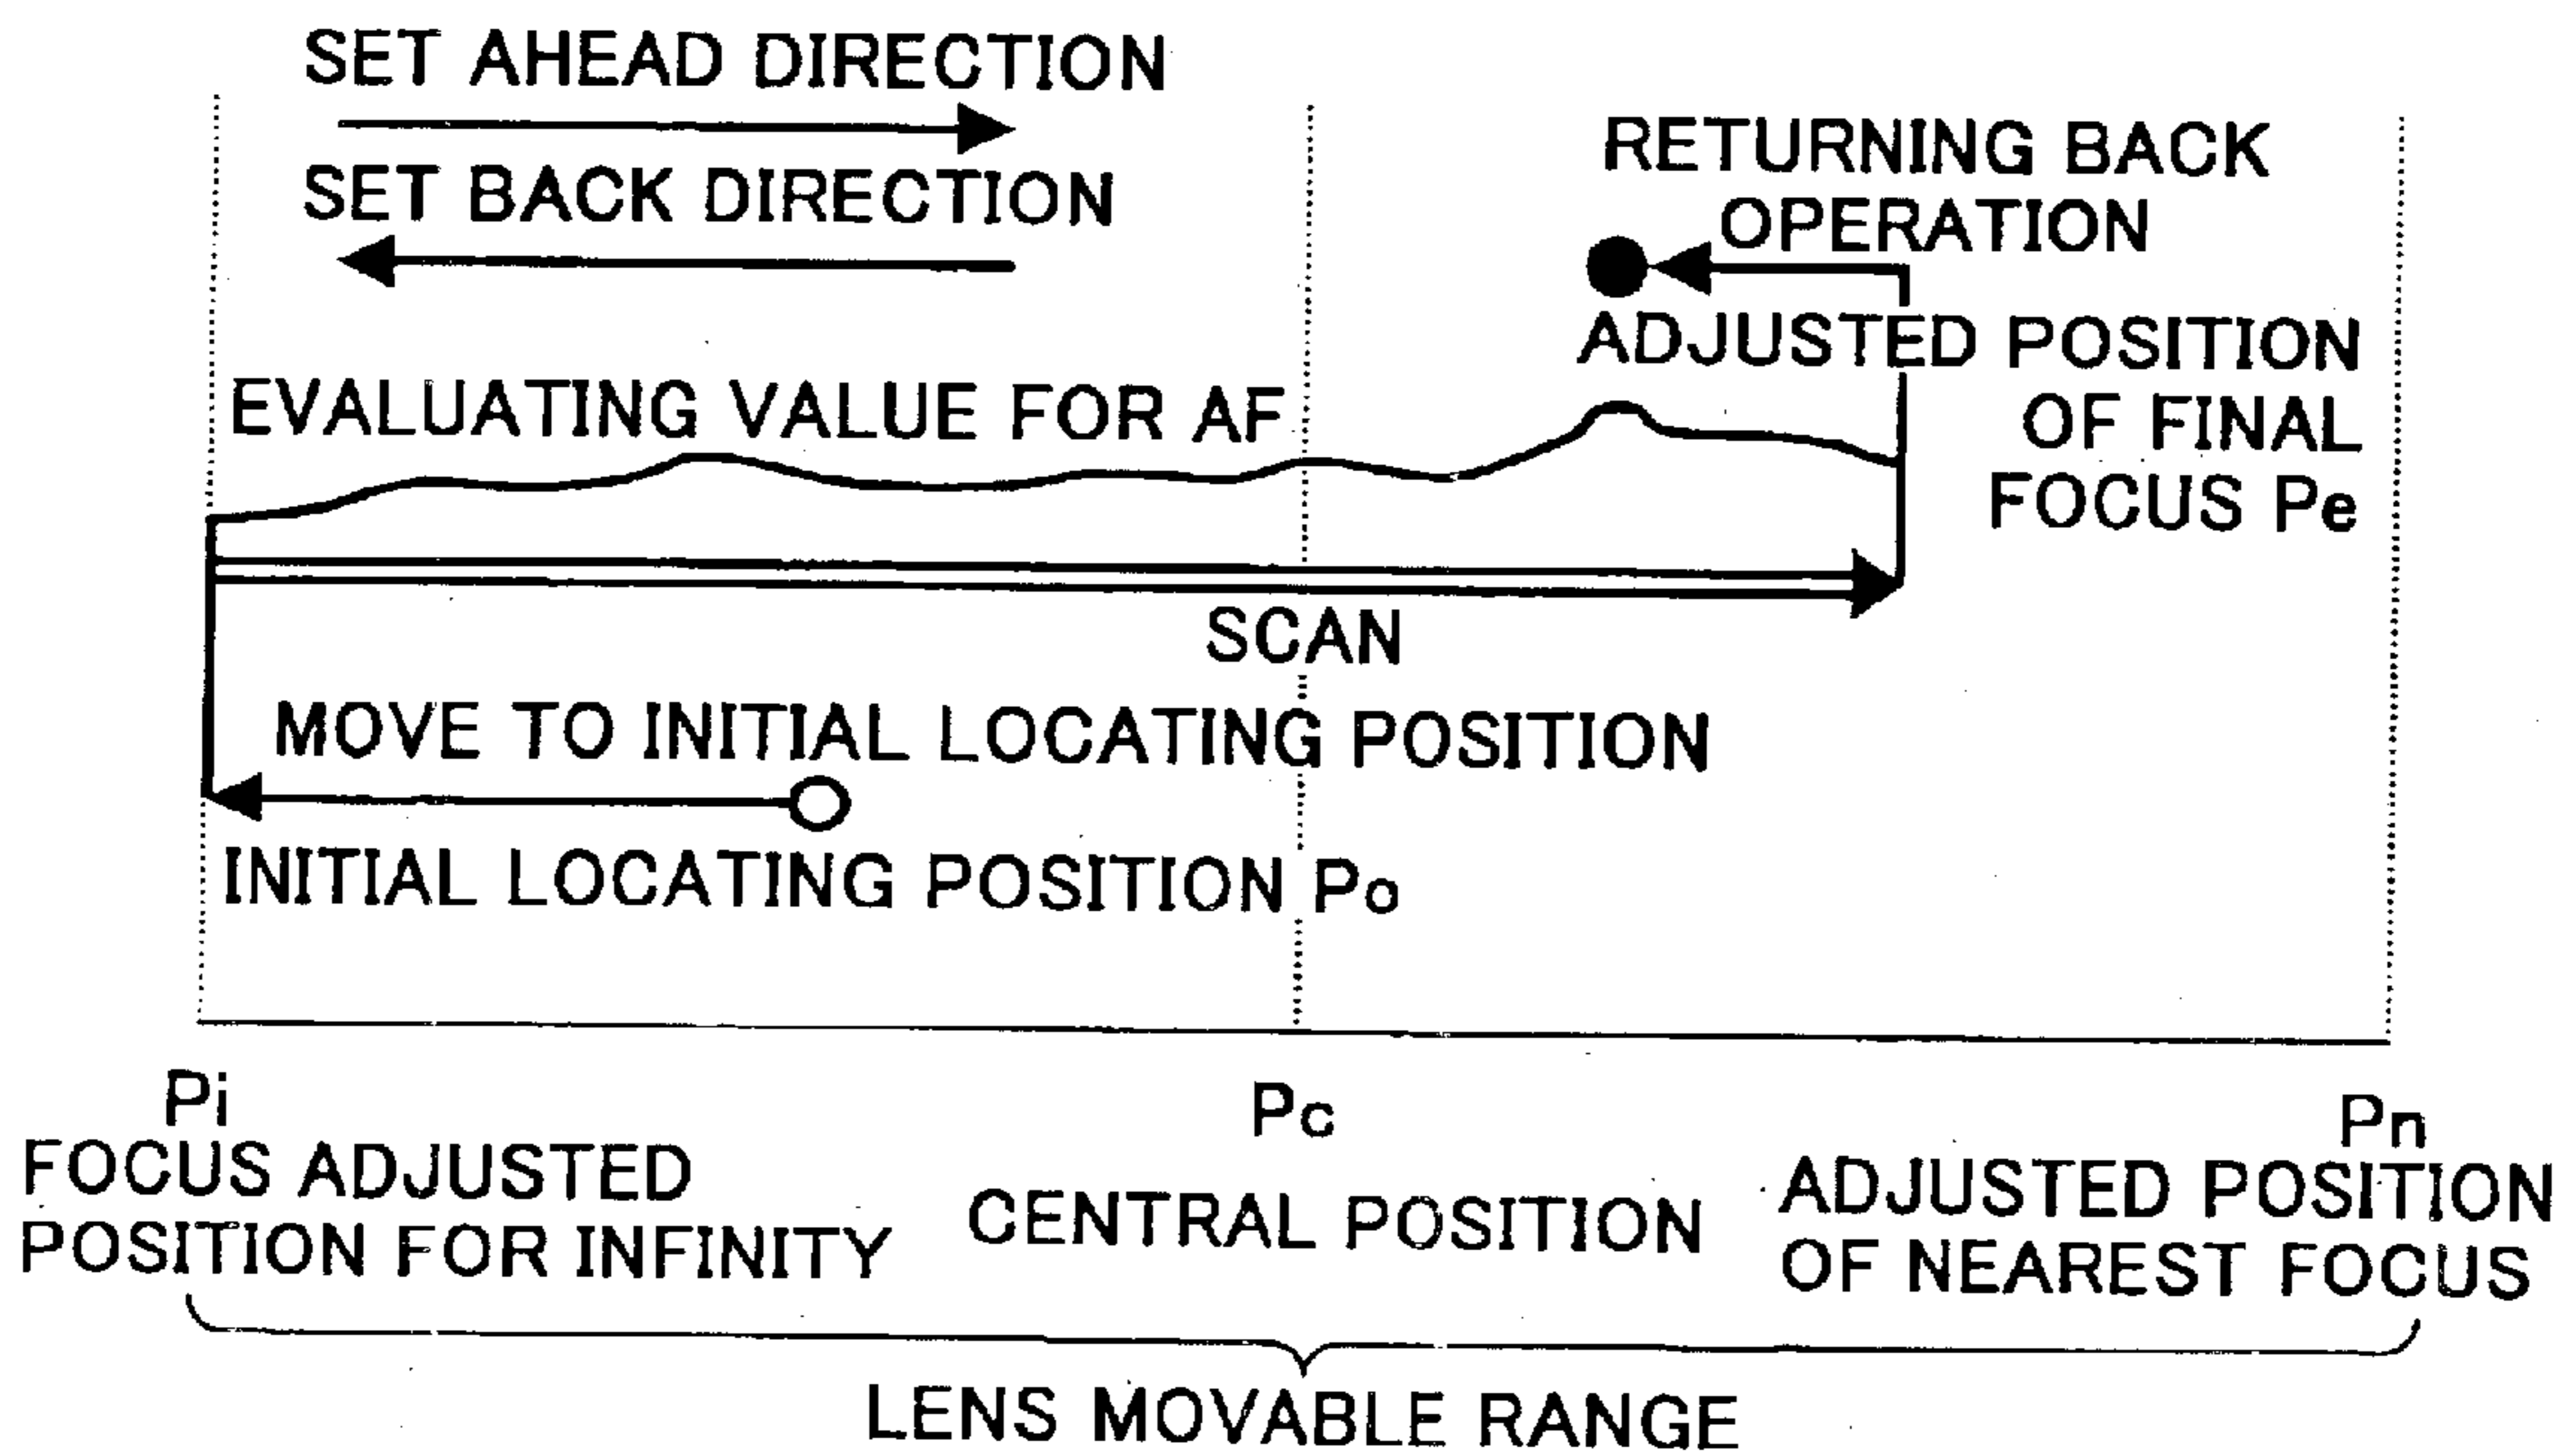 SET AHEAD DIRECTION
SET BACK DIRECTION
RETURNING BACK
OPERATION
ADJUSTED POSITION
OF FINAL
FOCUS Pe
EVALUATING VALUE FOR AF
SCAN
MOVE TO INITIAL LOCATING POSITION
INITIAL LOCATING POSITION Po
Pi
FOCUS ADJUSTED
POSITION FOR INFINITY
Pc
CENTRAL POSITION
Pn
ADJUSTED POSITION
OF NEAREST FOCUS
LENS MOVABLE RANGE